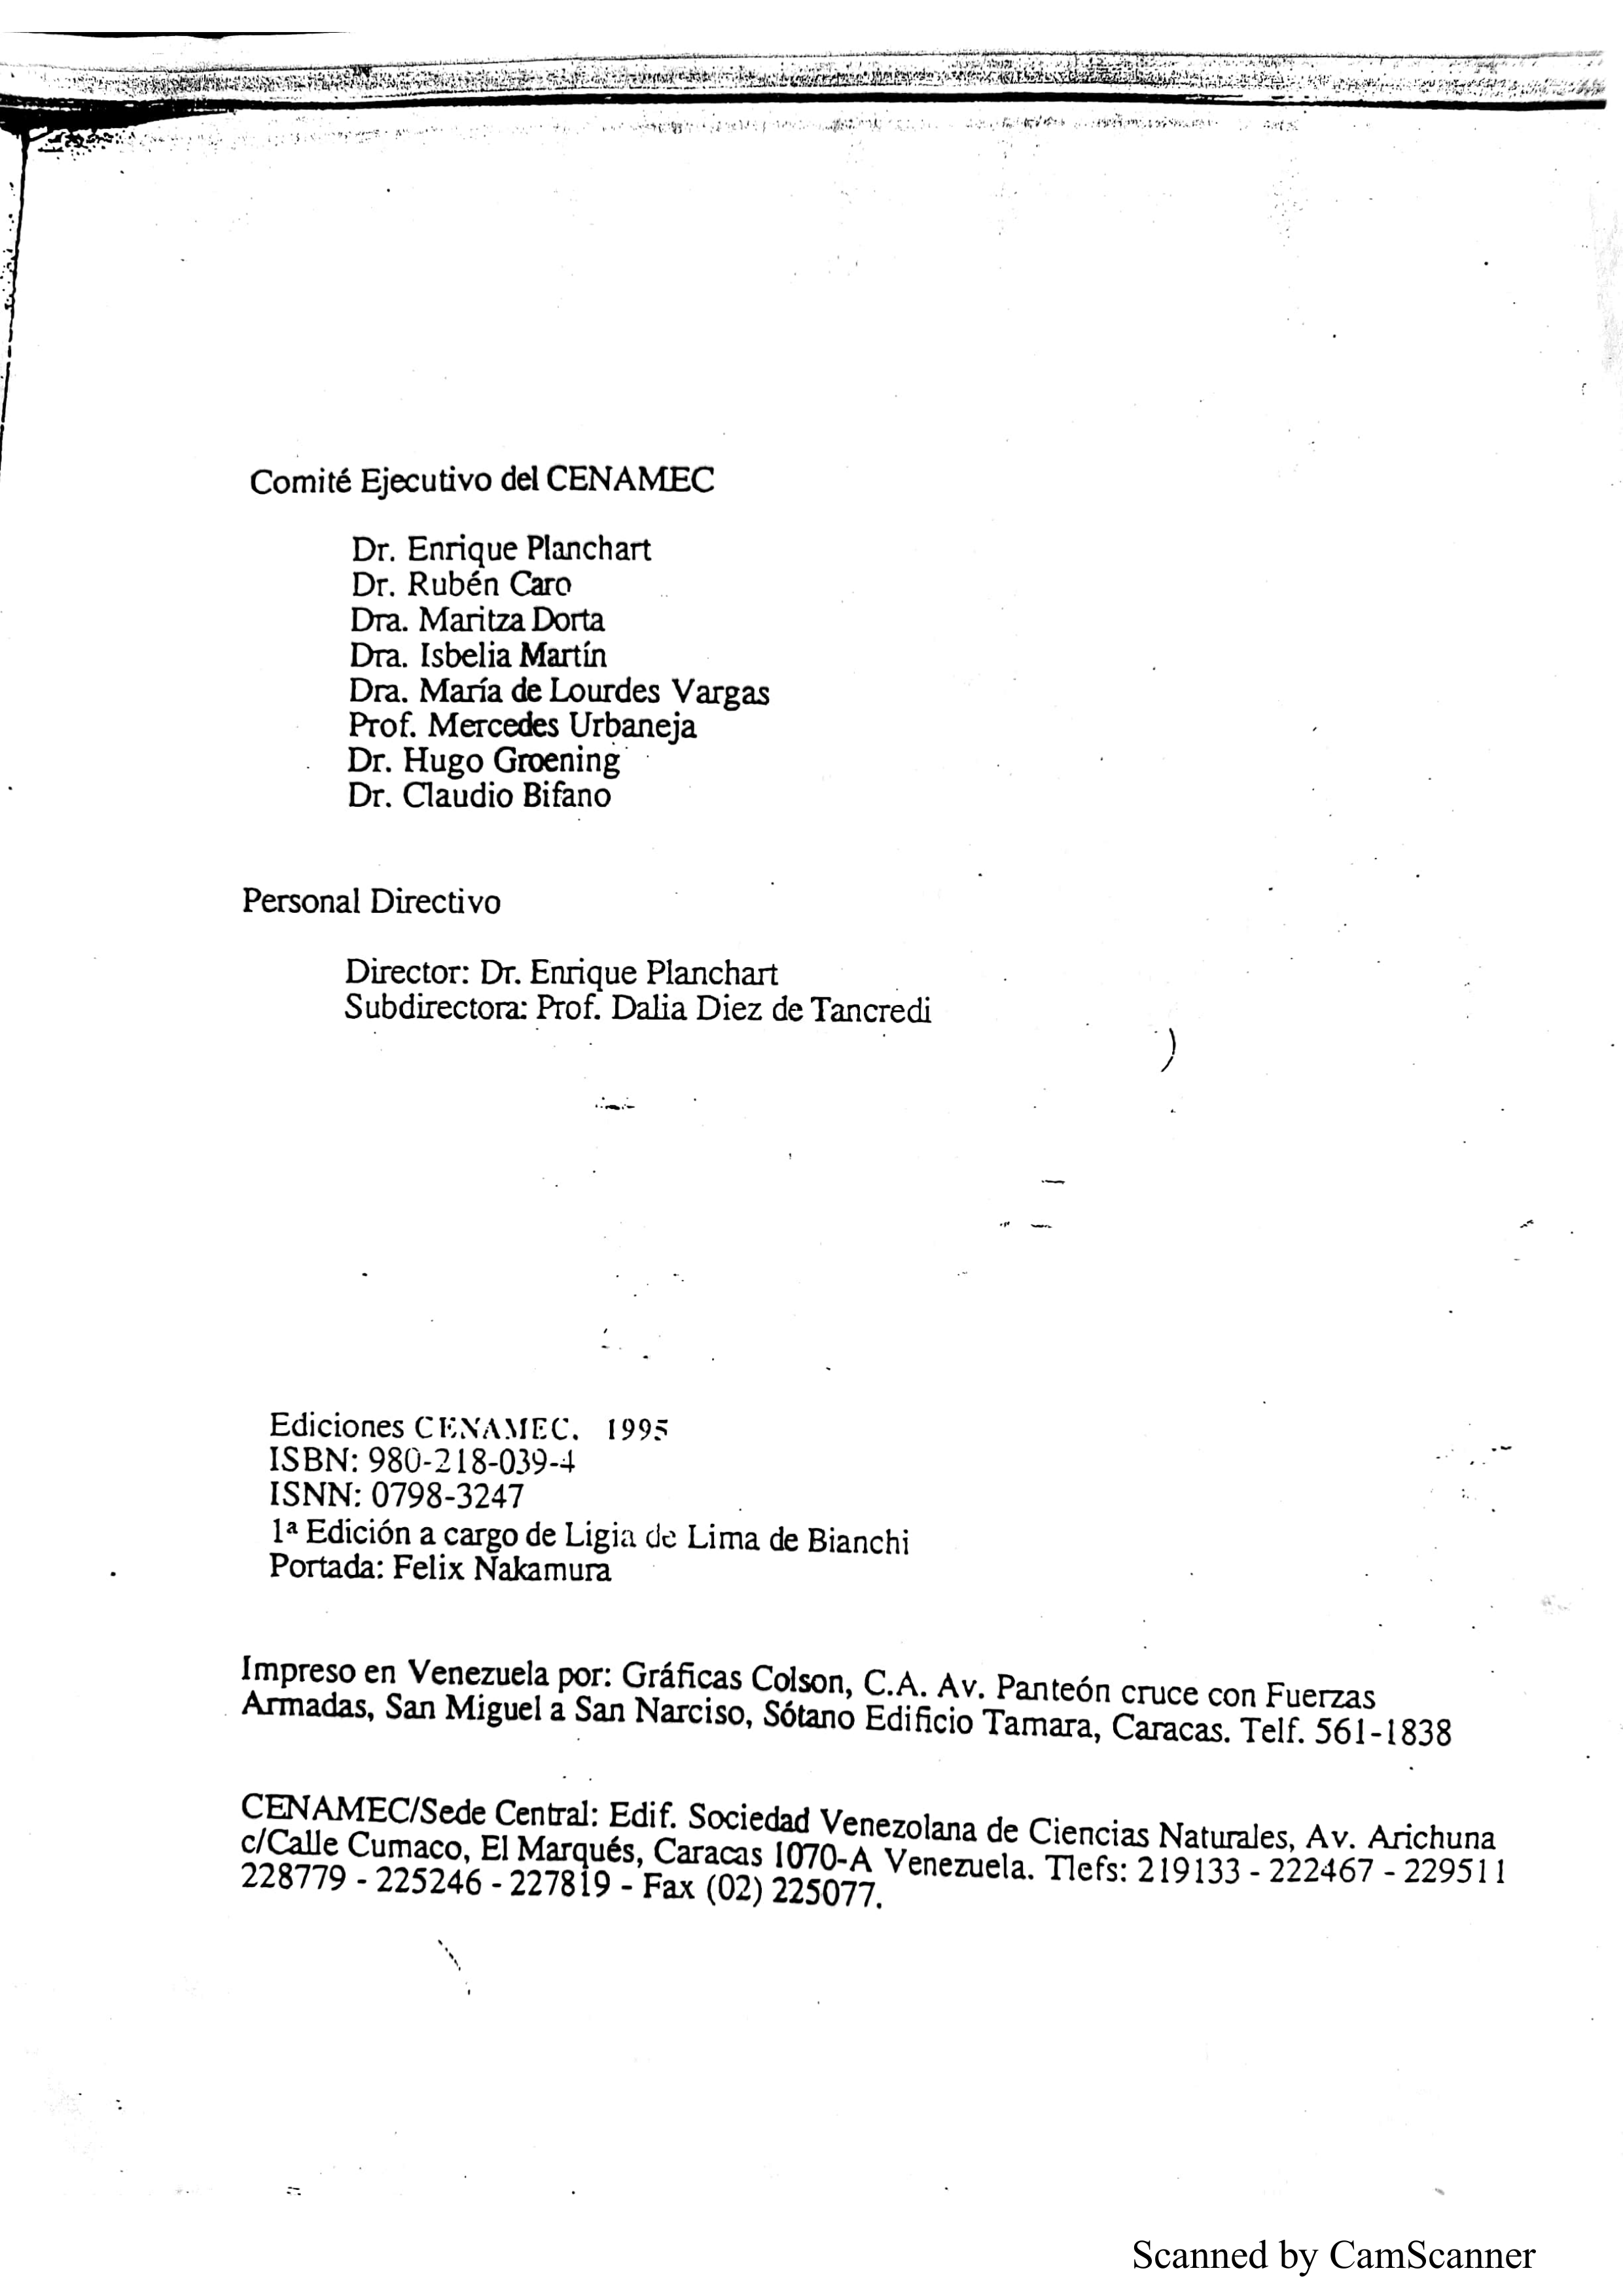 Comité Ejecutivo del CENAMEC
Dr. Enrique Planchart
Dr. Rubén Caro
Dra. Maritza Dorta
Dra. Isbelia Martín
Dra. María de Lourdes Vargas
Prof. Mercedes Urbaneja
Dr. Hugo Groening
Dr. Claudio Bifano
Personal Directivo
Director: Dr. Enrique Planchart
Subdirectora: Prof. Dalia Diez de Tancredi
Ediciones CENAMEC. 1995
ISBN: 980-218-039-4
ISNN: 0798-3247
1ª Edición a cargo de Ligia de Lima de Bianchi
Portada: Felix Nakamura
Impreso en Venezuela por: Gráficas Colson, C.A. Av. Panteón cruce con Fuerzas
Armadas, San Miguel a San Narciso, Sótano Edificio Tamara, Caracas. Telf. 561-1838
CENAMEC/Sede Central: Edif. Sociedad Venezolana de Ciencias Naturales, Av. Arichuna
c/Calle Cumaco, El Marqués, Caracas 1070-A Venezuela. Tlefs: 219133 - 222467 - 229511
228779 - 225246 - 227819 - Fax (02) 225077.
Scanned by CamScanner